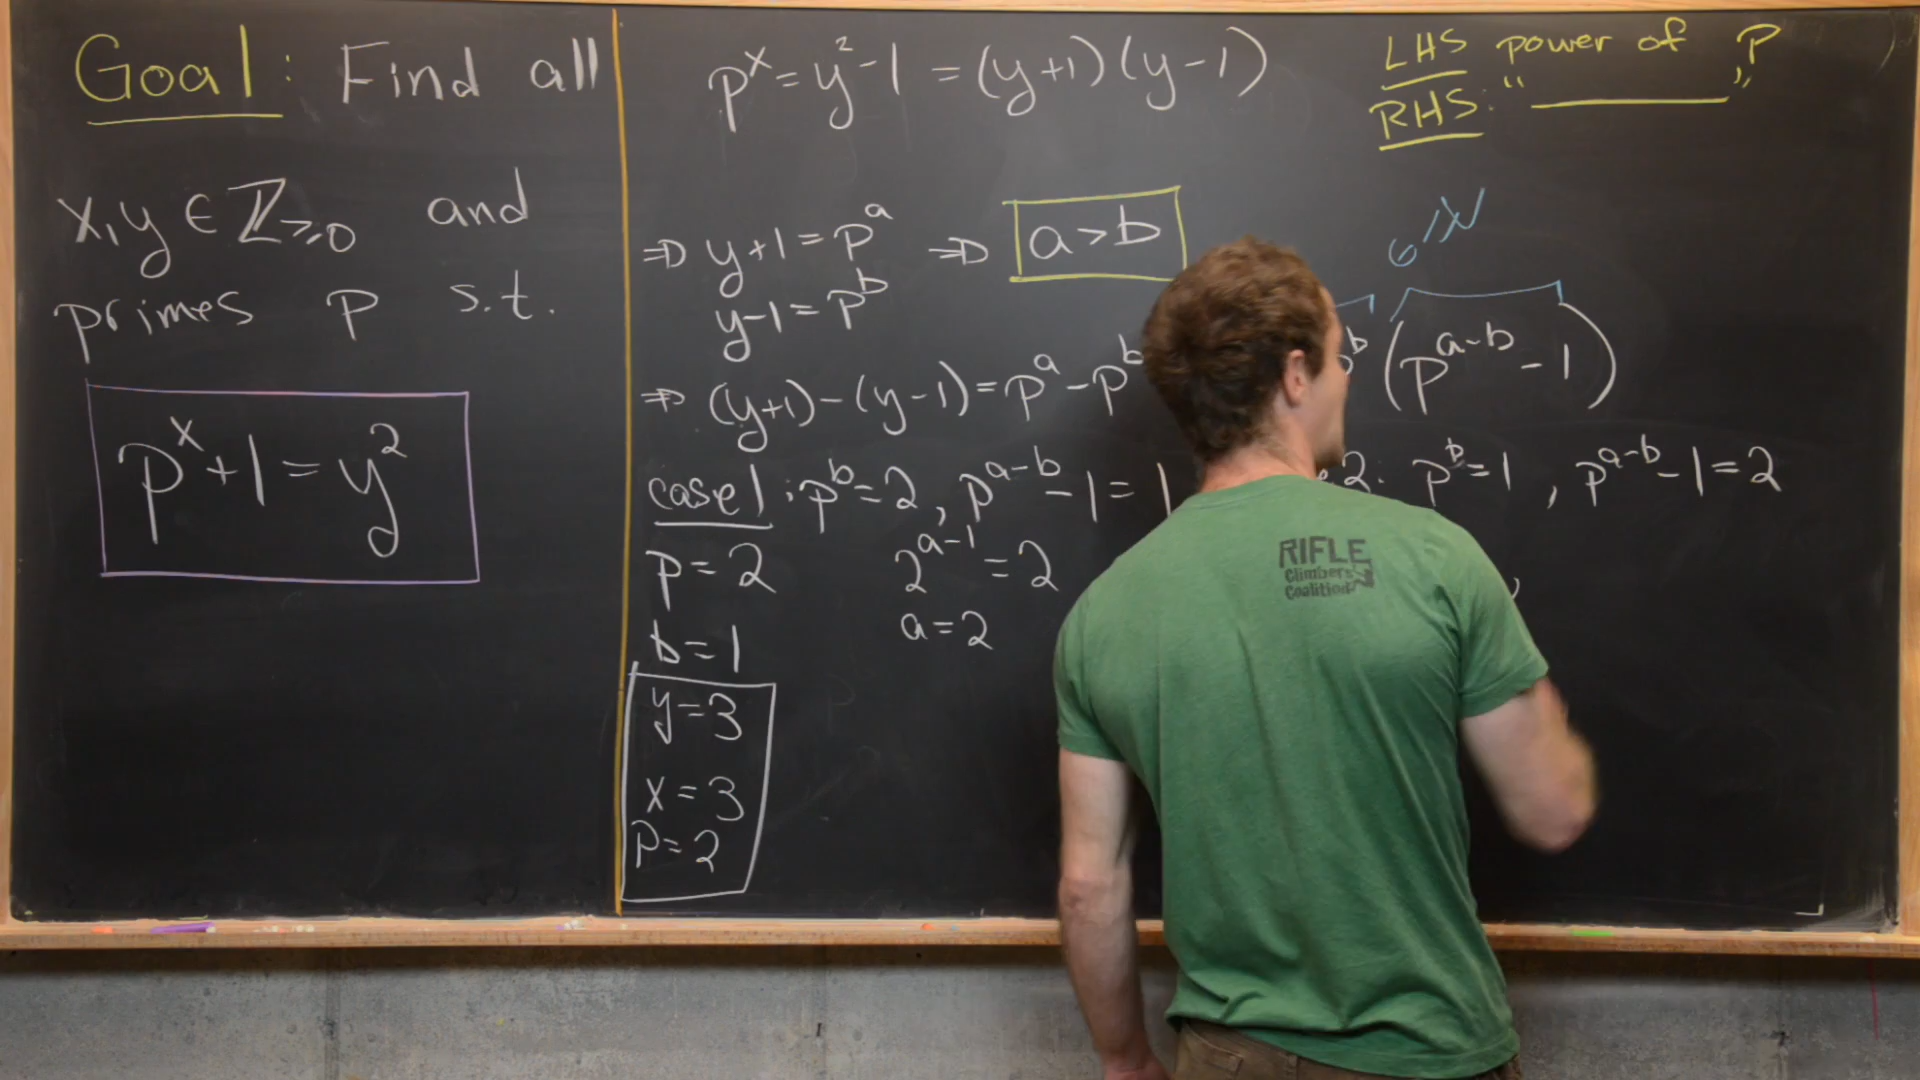 Goal: Find all
x,y ∈ ℤ≥0 and
primes p s.t.
p^x+1=y^2
p^x = y^2-1 = (y+1)(y-1)
LHS power of p
RHS: "________"
⇒ y+1=p^a ⇒ a>b
y-1=p^b
⇒ (y+1)-(y-1)=p^a-p^b
p^b(p^(a-b)-1)
case 1: p^b=2, p^(a-b)-1=1
p=2
2^(a-1)=2
b=1
a=2
y=3
x=3
p=2
2: p^b=1, p^(a-b)-1=2
RIFLE
Climbers
Coalition